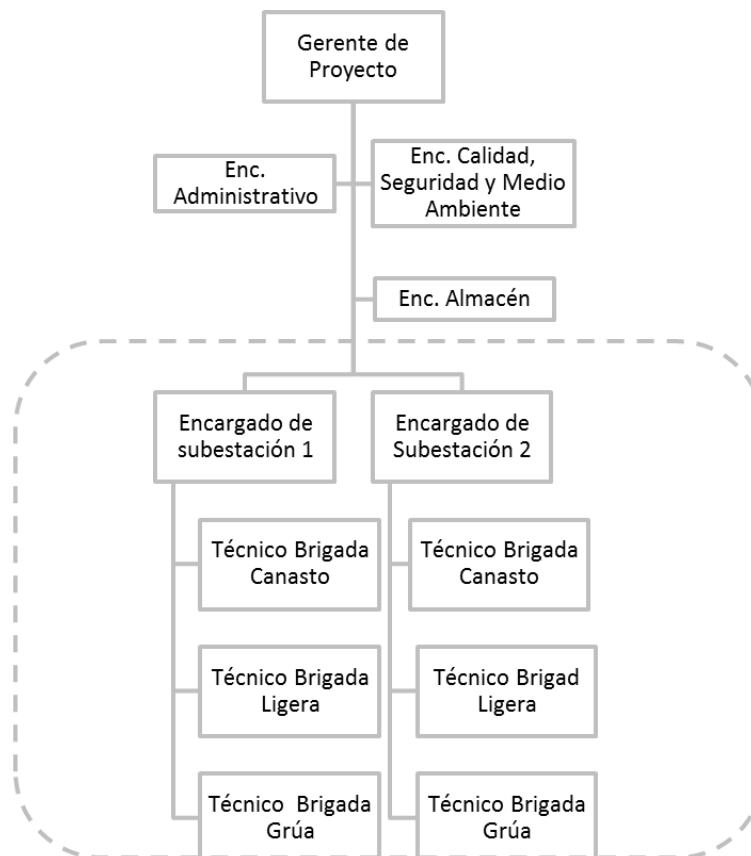 Gerente de
Proyecto
Enc.
Administrativo
Enc. Calidad,
Seguridad y Medio
Ambiente
Enc. Almacén
Encargado de
subestación 1
Encargado de
Subestación 2
Técnico Brigada
Canasto
Técnico Brigada
Canasto
Técnico Brigada
Ligera
Técnico Brigad
Ligera
Técnico  Brigada
Grúa
Técnico Brigada
Grúa